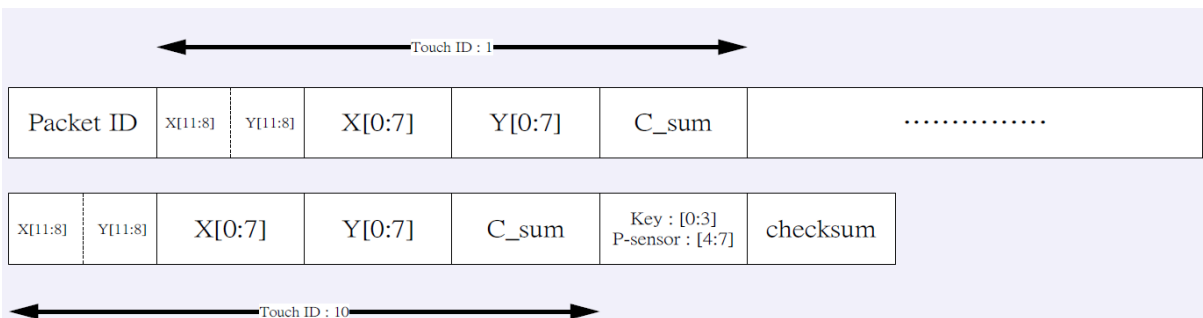 Touch ID : 1
Packet ID X[11:8] Y[11:8] X[0:7] Y[0:7] C_sum ...............
X[11:8] Y[11:8] X[0:7] Y[0:7] C_sum Key : [0:3] P-sensor : [4:7] checksum
Touch ID : 10